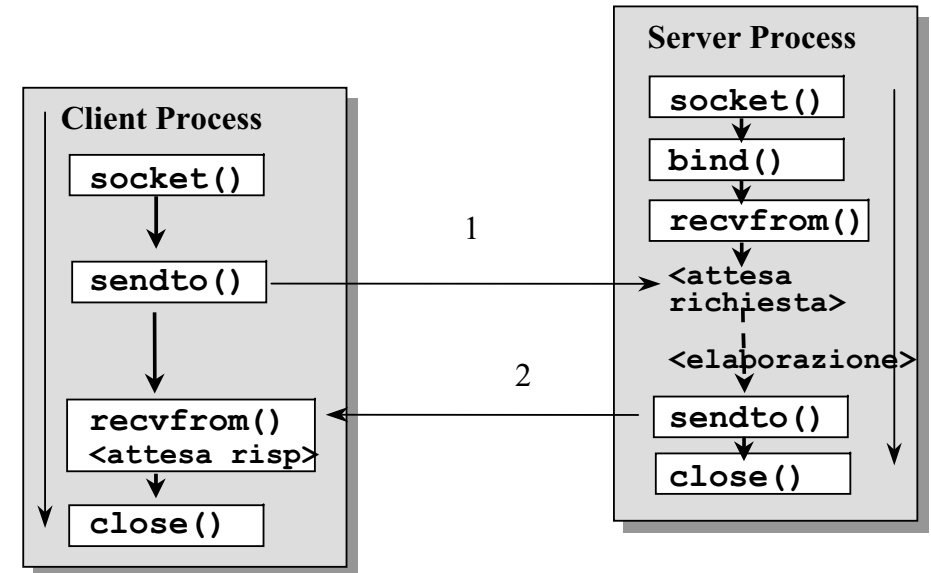 Client Process
socket()
sendto()
recvfrom()
<attesa risp>
close()
1
2
Server Process
socket()
bind()
recvfrom()
<attesa
richiesta>
<elaborazione>
sendto()
close()